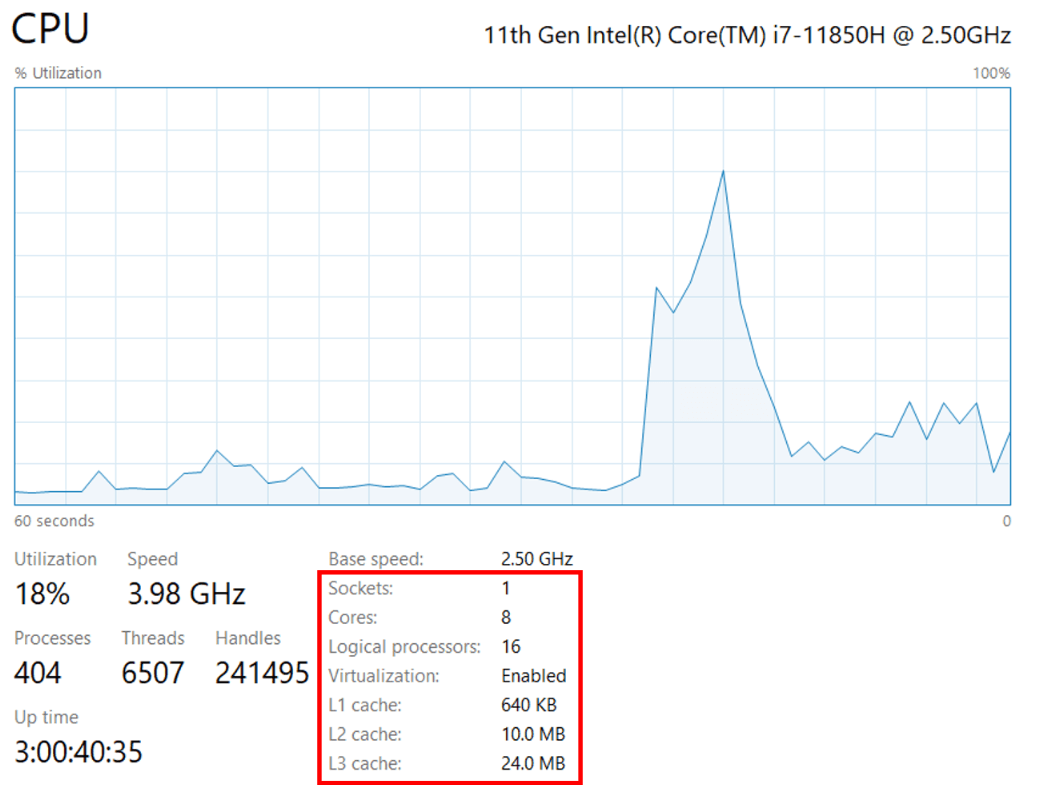 CPU
11th Gen Intel(R) Core(TM) i7-11850H @ 2.50GHz
% Utilization
100%
60 seconds
0
Utilization
18%
Speed
3.98 GHz
Processes
404
Threads
6507
Handles
241495
Up time
3:00:40:35
Base speed: 2.50 GHz
Sockets: 1
Cores: 8
Logical processors: 16
Virtualization: Enabled
L1 cache: 640 KB
L2 cache: 10.0 MB
L3 cache: 24.0 MB